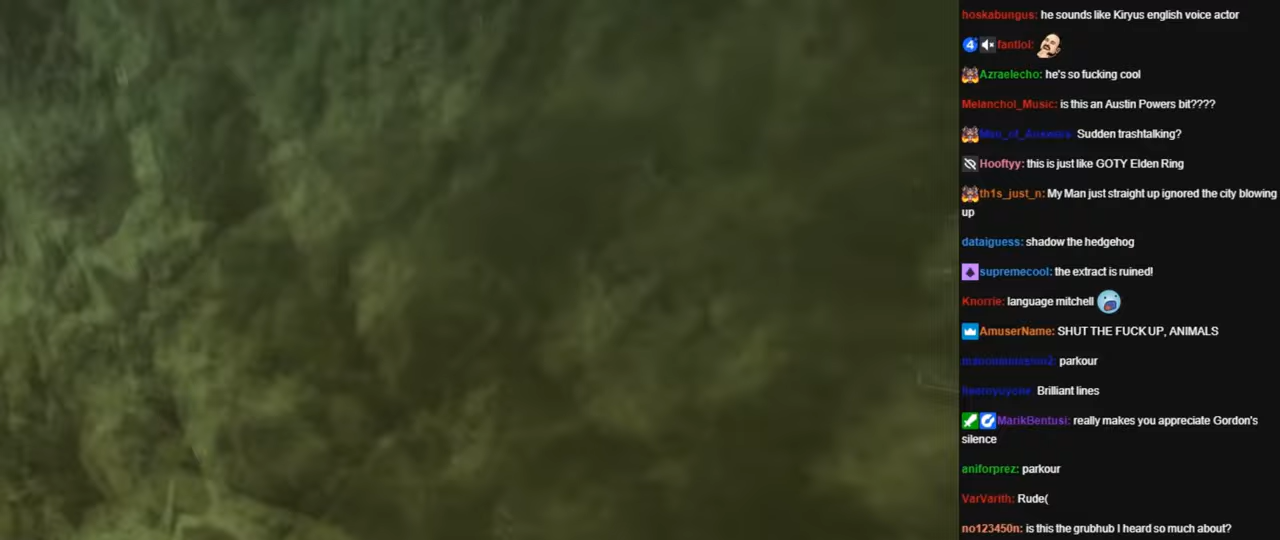 hoskabungus: he sounds like Kiryus english voice actor
4 fantiol:
Azraelecho: he's so fucking cool
Melanchol_Music: is this an Austin Powers bit????
Sudden trashtalking?
Hooftyy: this is just like GOTY Elden Ring
th1s_just_n: My Man just straight up ignored the city blowing
up
dataiguess: shadow the hedgehog
supremecool: the extract is ruined!
Knorrie: language mitchell
AmuserName: SHUT THE FUCK UP, ANIMALS
parkour
Brilliant lines
MarikBentusi: really makes you appreciate Gordon's
silence
aniforprez: parkour
VarVarith: Rude(
no123450n: is this the grubhub I heard so much about?